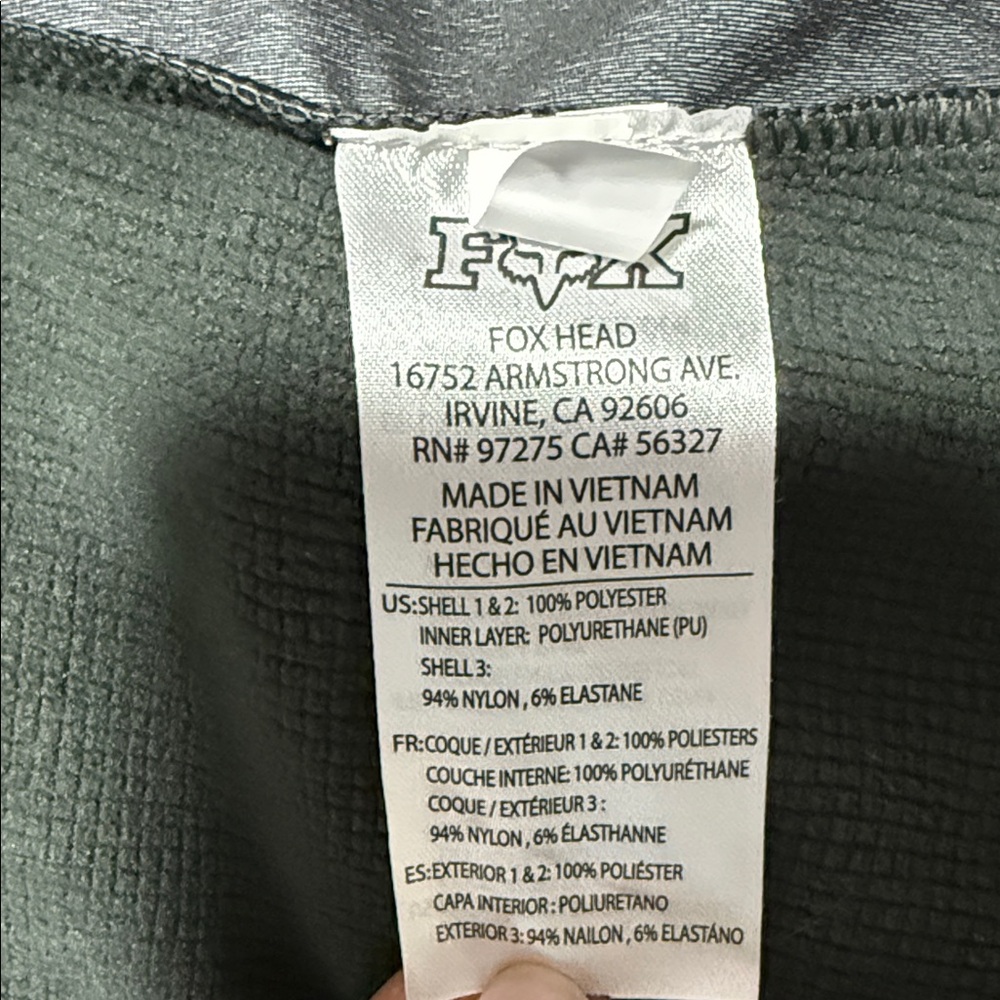 FOX
FOX HEAD
16752 ARMSTRONG AVE.
IRVINE, CA 92606
RN# 97275 CA# 56327
MADE IN VIETNAM
FABRIQUÉ AU VIETNAM
HECHO EN VIETNAM
US:SHELL 1 & 2: 100% POLYESTER
INNER LAYER: POLYURETHANE (PU)
SHELL 3:
94% NYLON , 6% ELASTANE
FR:COQUE / EXTÉRIEUR 1 & 2: 100% POLIESTERS
COUCHE INTERNE: 100% POLYURÉTHANE
COQUE / EXTÉRIEUR 3 :
94% NYLON , 6% ÉLASTHANNE
ES:EXTERIOR 1 & 2: 100% POLIÉSTER
CAPA INTERIOR : POLIURETANO
EXTERIOR 3: 94% NAILON , 6% ELASTÁNO